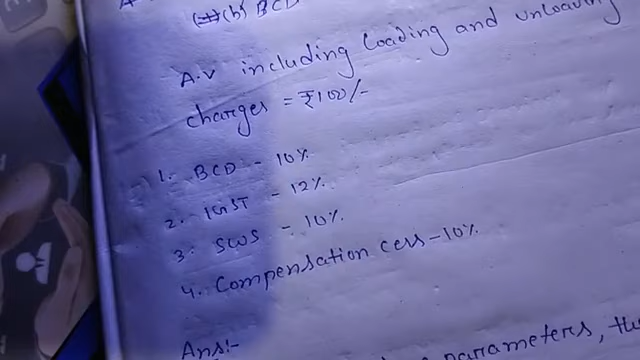 (b) BCD
A.V including loading and unloading
charges = ₹100/-
1. BCD - 10%
2. IGST - 12%
3. SWS - 10%
4. Compensation cess - 10%
Ans:-
parameters, the